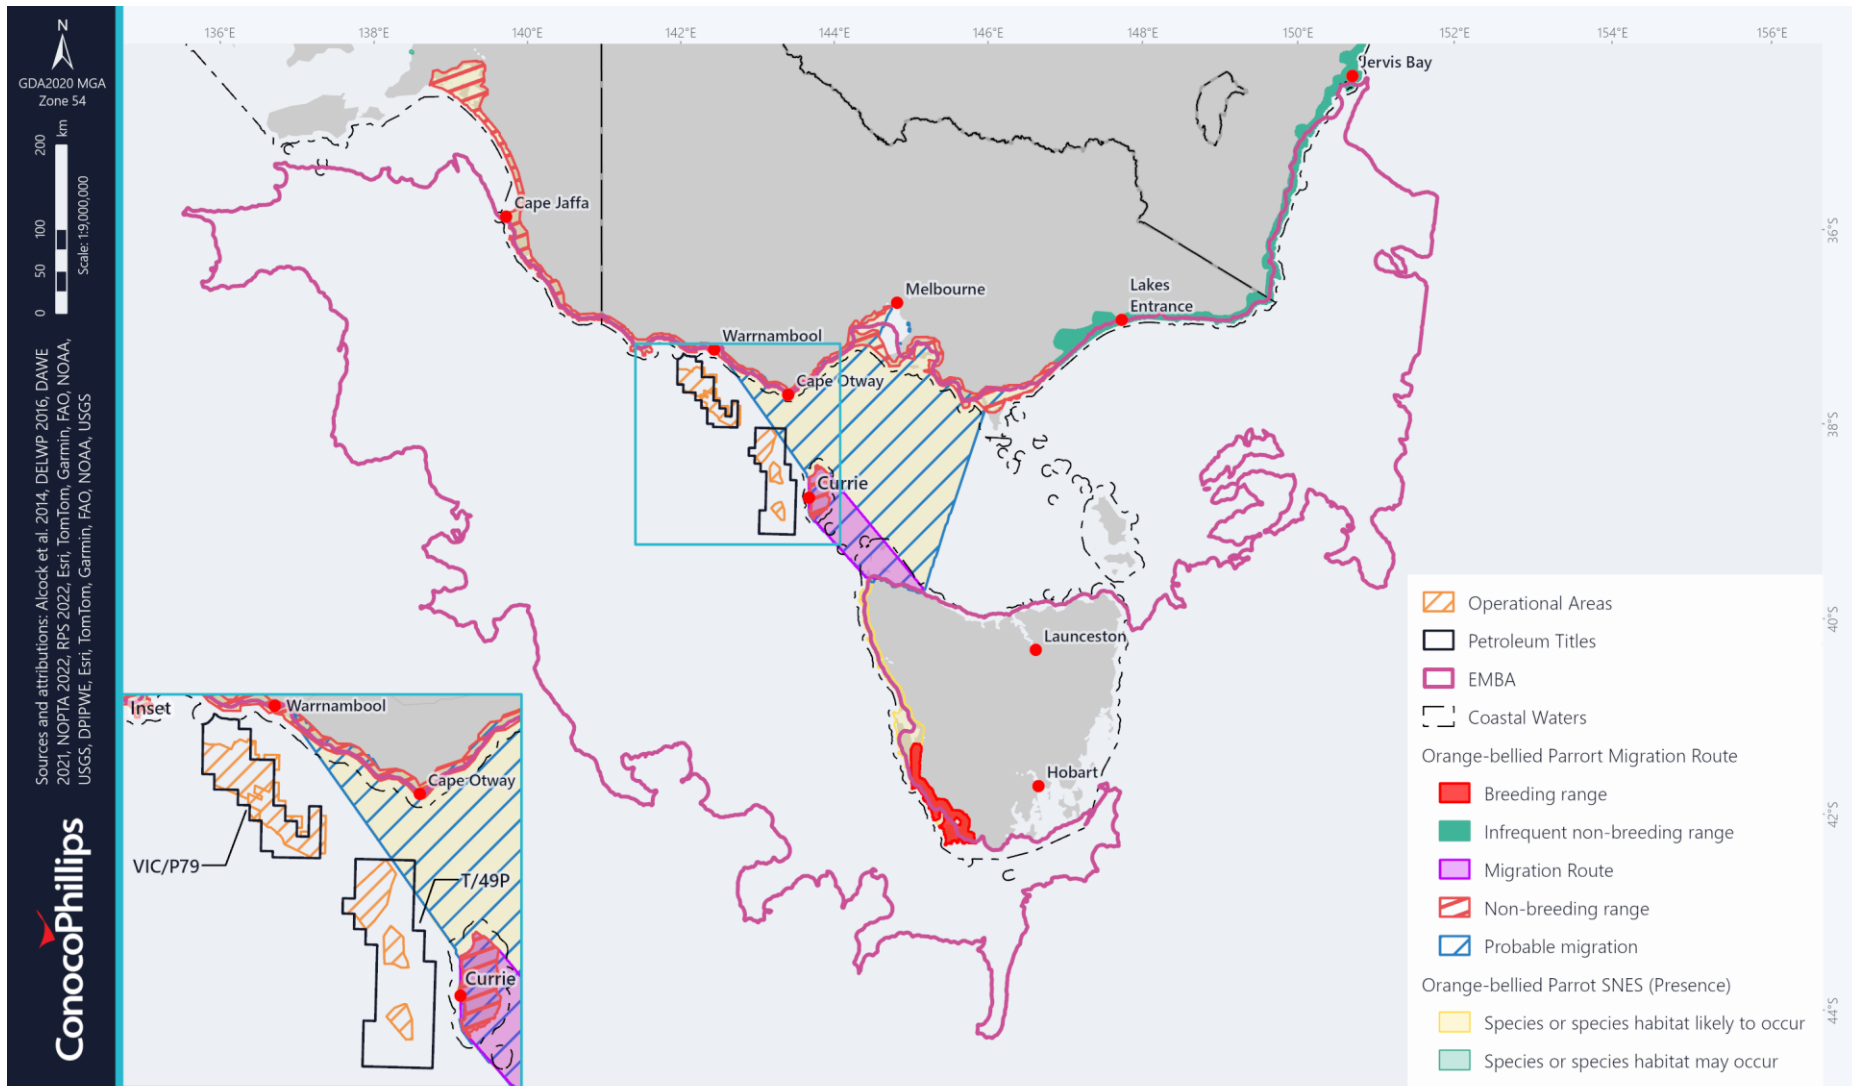 N
GDA2020 MGA
Zone 54
0 50 100 200 km
Scale: 1:9,000,000
Sources and attributions: Alcock et al. 2014, DELWP 2016, DAWE
2021, NOPTA 2022, RPS 2022, Esri, TomTom, Garmin, FAO, NOAA,
USGS, DPIPWE, Esri, TomTom, Garmin, FAO, NOAA, USGS
ConocoPhillips
136°E 138°E 140°E 142°E 144°E 146°E 148°E 150°E 152°E 154°E 156°E
36°S
38°S
40°S
42°S
44°S
Jervis Bay
Cape Jaffa
Melbourne
Lakes
Entrance
Warrnambool
Cape Otway
Currie
Launceston
Hobart
Inset
Warrnambool
Cape Otway
VIC/P79
T/49P
Currie
Operational Areas
Petroleum Titles
EMBA
Coastal Waters
Orange-bellied Parrort Migration Route
Breeding range
Infrequent non-breeding range
Migration Route
Non-breeding range
Probable migration
Orange-bellied Parrot SNES (Presence)
Species or species habitat likely to occur
Species or species habitat may occur